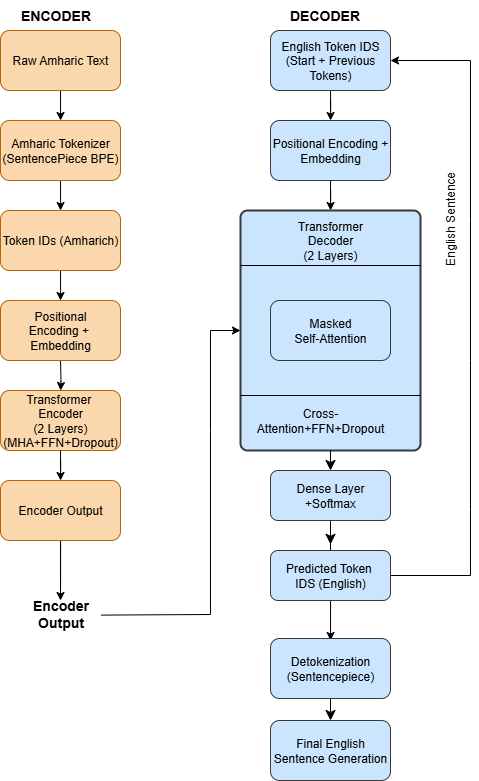 ENCODER
Raw Amharic Text
Amharic Tokenizer
(SentencePiece BPE)
Token IDs (Amharich)
Positional
Encoding +
Embedding
Transformer
Encoder
(2 Layers)
(MHA+FFN+Dropout)
Encoder Output
Encoder
Output
DECODER
English Token IDS
(Start + Previous
Tokens)
Positional Encoding +
Embedding
Transformer
Decoder
(2 Layers)
Masked
Self-Attention
Cross-
Attention+FFN+Dropout
Dense Layer
+Softmax
Predicted Token
IDS (English)
Detokenization
(Sentencepiece)
Final English
Sentence Generation
English Sentence